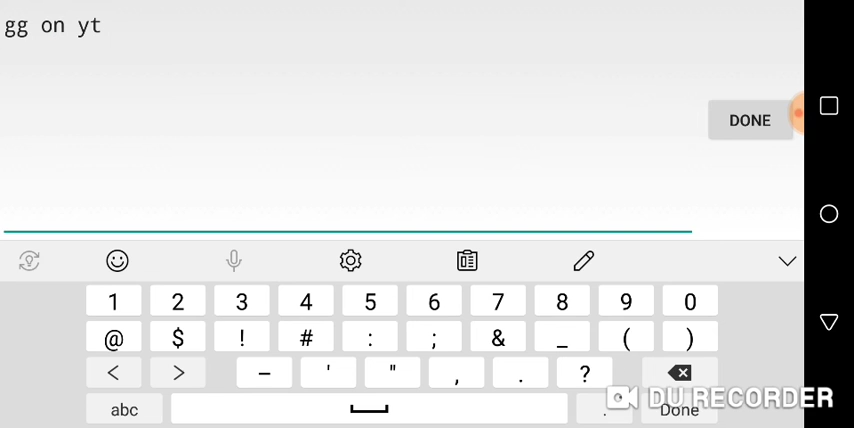 gg on yt
DONE
1 2 3 4 5 6 7 8 9 0
@ $ ! # : ; & _ ( )
< > – ' " , . ?
abc . Done
DU RECORDER